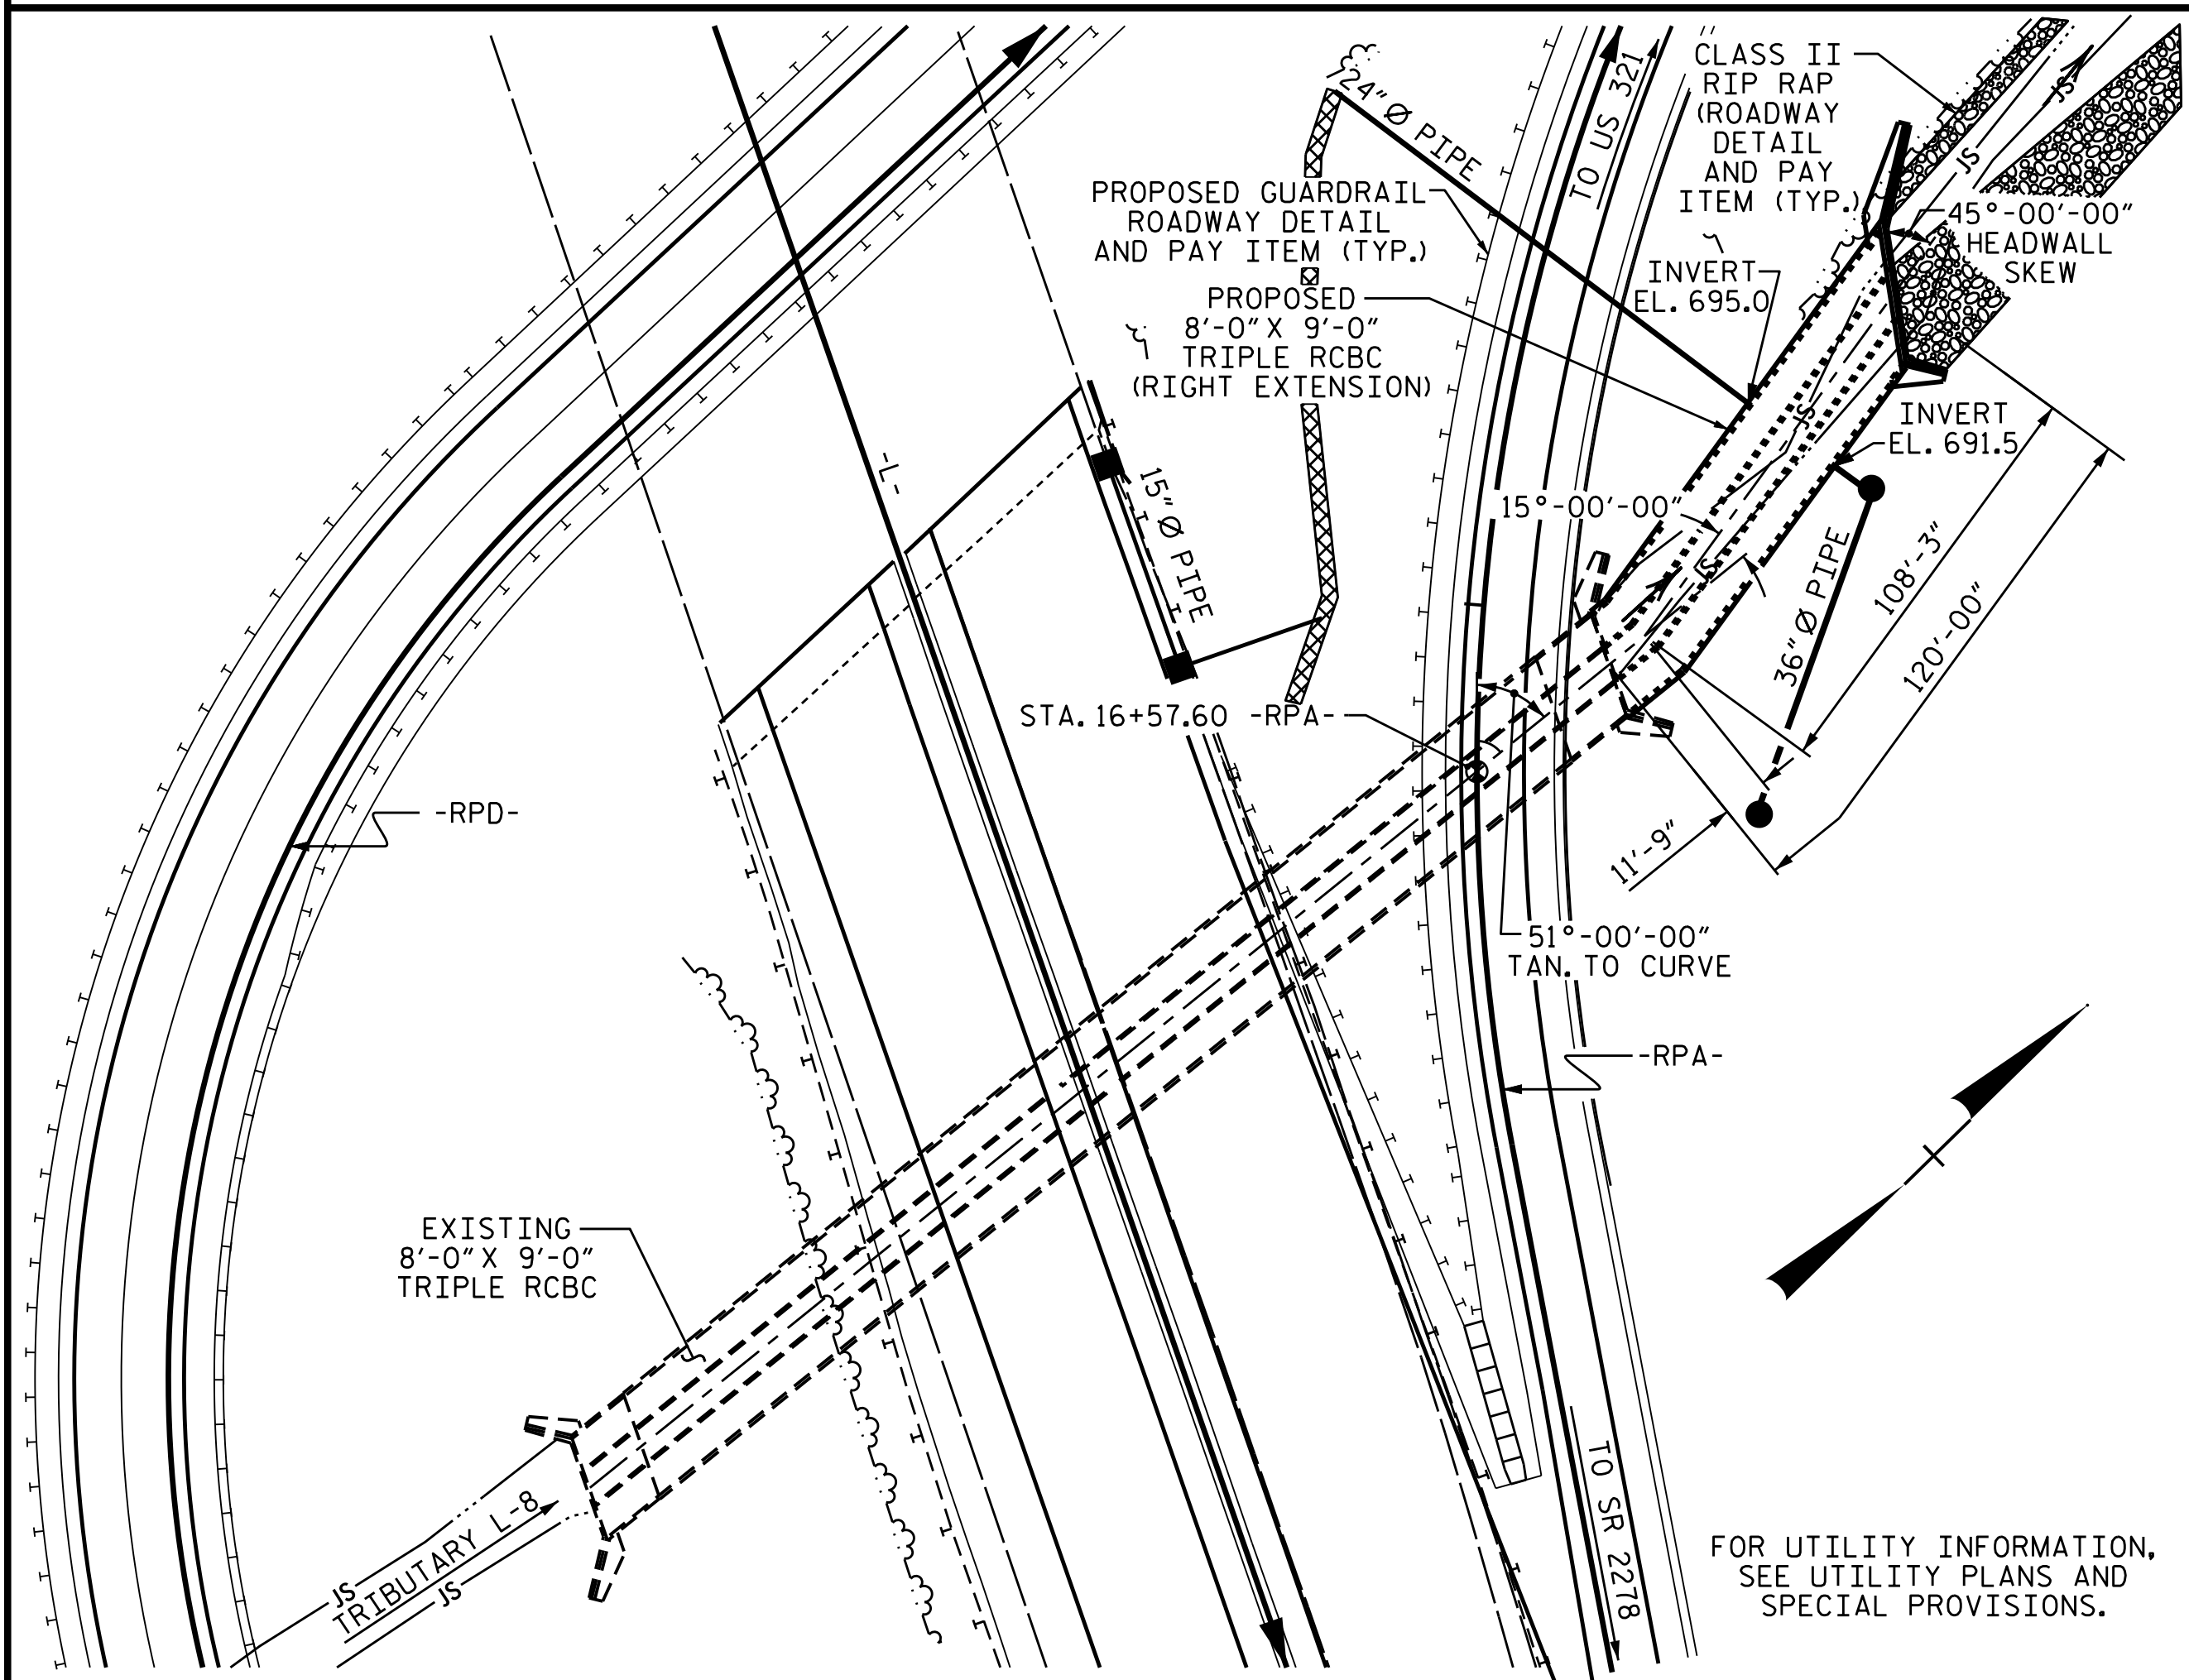 CLASS II
RIP RAP
(ROADWAY
DETAIL
AND PAY
ITEM (TYP.)
24"Ø PIPE
TO US 321
JS
JS
PROPOSED GUARDRAIL
ROADWAY DETAIL
AND PAY ITEM (TYP.)
45°-00'-00"
HEADWALL
SKEW
INVERT
EL. 695.0
PROPOSED
8'-0" X 9'-0"
TRIPLE RCBC
(RIGHT EXTENSION)
JS
INVERT
EL. 691.5
-L-
15"Ø PIPE
15°-00'-00"
JS
36"Ø PIPE
108'-3"
120'-00"
STA. 16+57.60 -RPA-
-RPD-
11'-9"
51°-00'-00"
TAN. TO CURVE
-RPA-
EXISTING
8'-0" X 9'-0"
TRIPLE RCBC
JS
TRIBUTARY L-8
JS
TO SR 2278
FOR UTILITY INFORMATION,
SEE UTILITY PLANS AND
SPECIAL PROVISIONS.